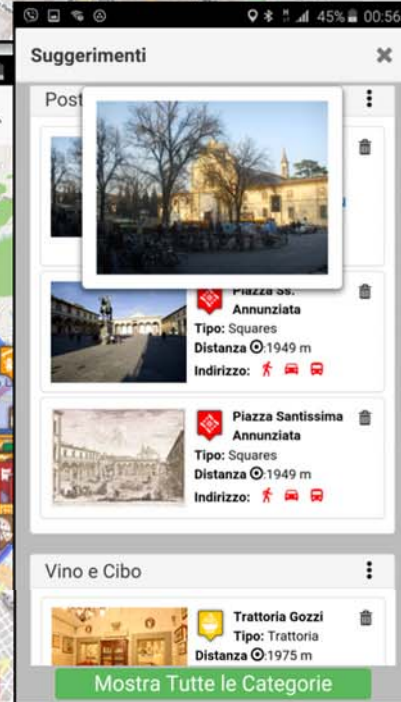 45% 00:56
Suggerimenti
Post
Piazza Ss.
Annunziata
Tipo: Squares
Distanza :1949 m
Indirizzo:
Piazza Santissima
Annunziata
Tipo: Squares
Distanza :1949 m
Indirizzo:
Vino e Cibo
Trattoria Gozzi
Tipo: Trattoria
Distanza :1975 m
Mostra Tutte le Categorie